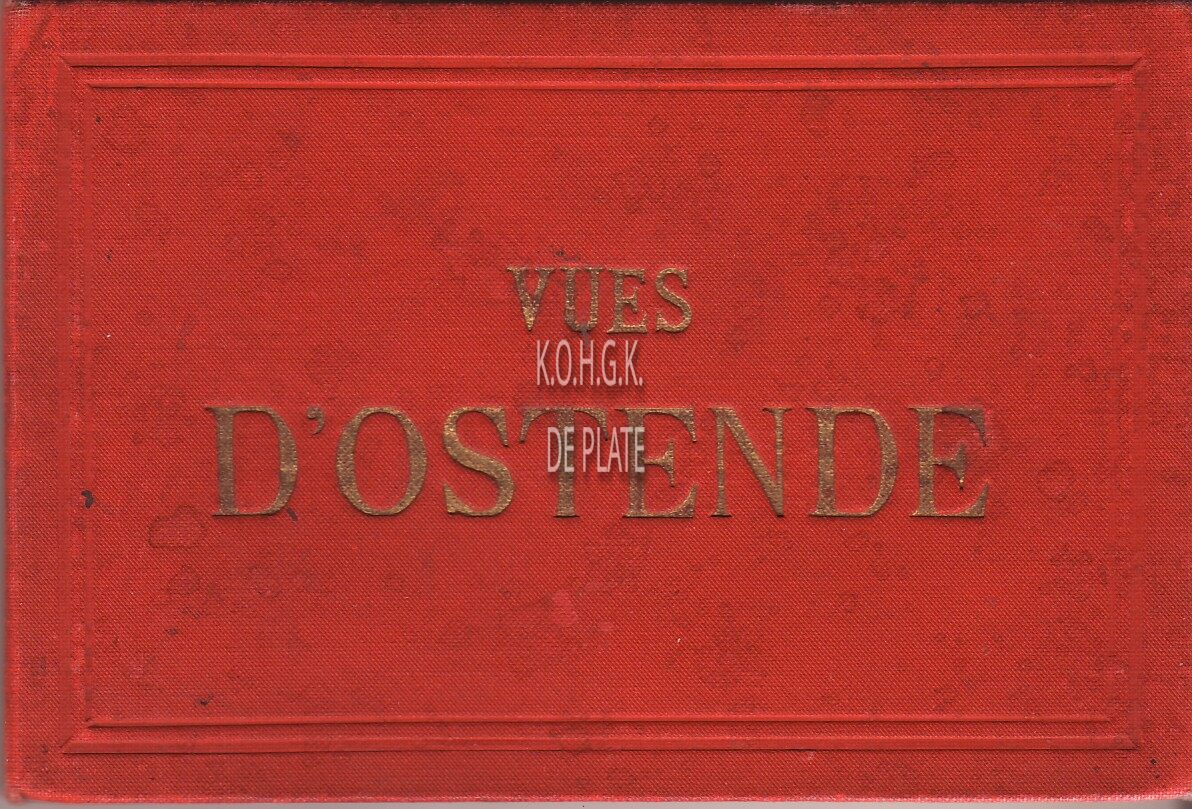 VUES
K.O.H.G.K.
D'OSTENDE
DE PLATE